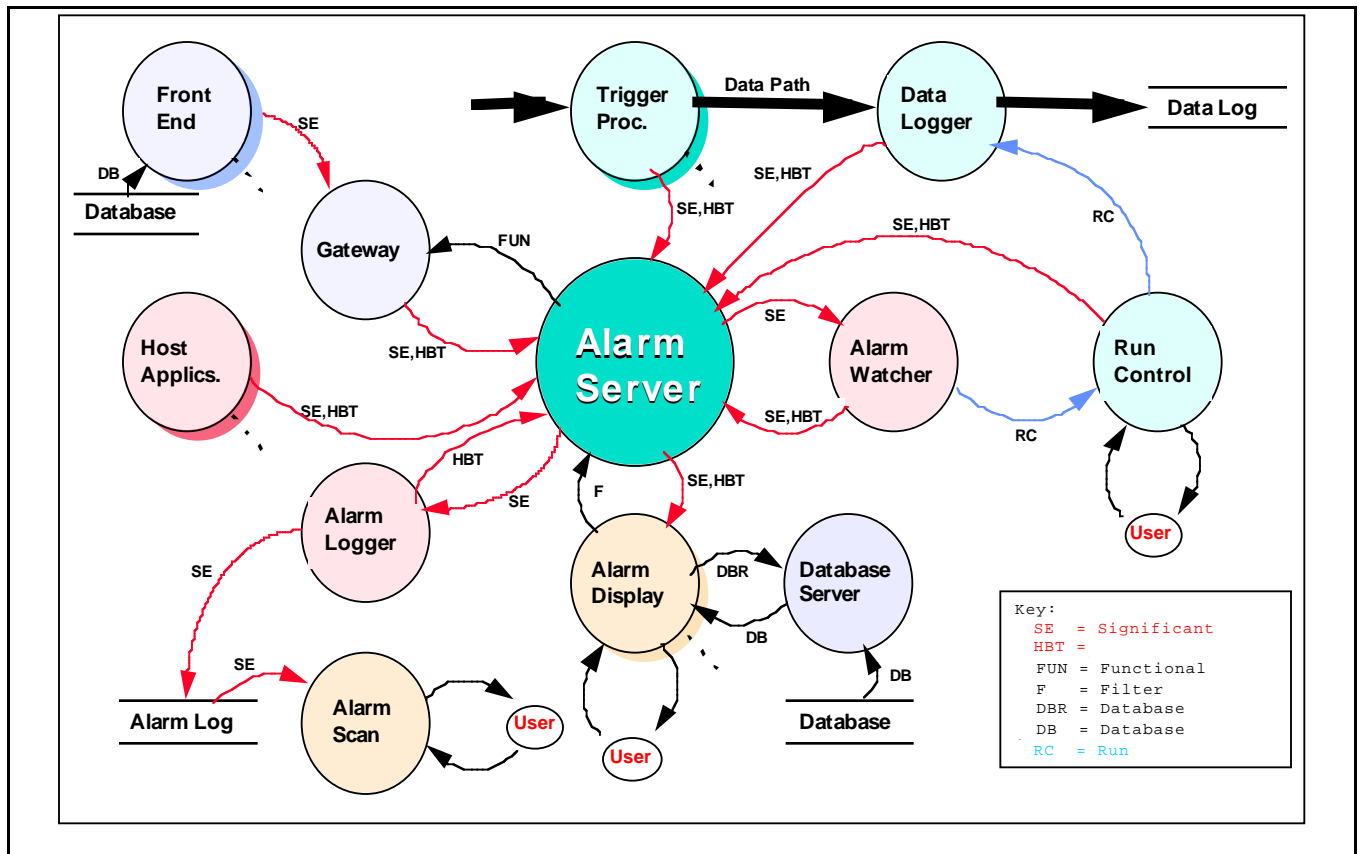 Front
End
SE
DB
Database
Trigger
Proc.
Data Path
Data
Logger
Data Log
SE,HBT
SE,HBT
RC
Gateway
FUN
SE,HBT
SE,HBT
Host
Applics.
SE,HBT
Alarm
Server
SE
Alarm
Watcher
SE,HBT
RC
Run
Control
User
HBT
SE
Alarm
Logger
SE
F
SE,HBT
Alarm
Display
DBR
DB
Database
Server
DB
Database
User
Alarm Log
SE
Alarm
Scan
User
Key:
SE = Significant
HBT =
FUN = Functional
F = Filter
DBR = Database
DB = Database
RC = Run